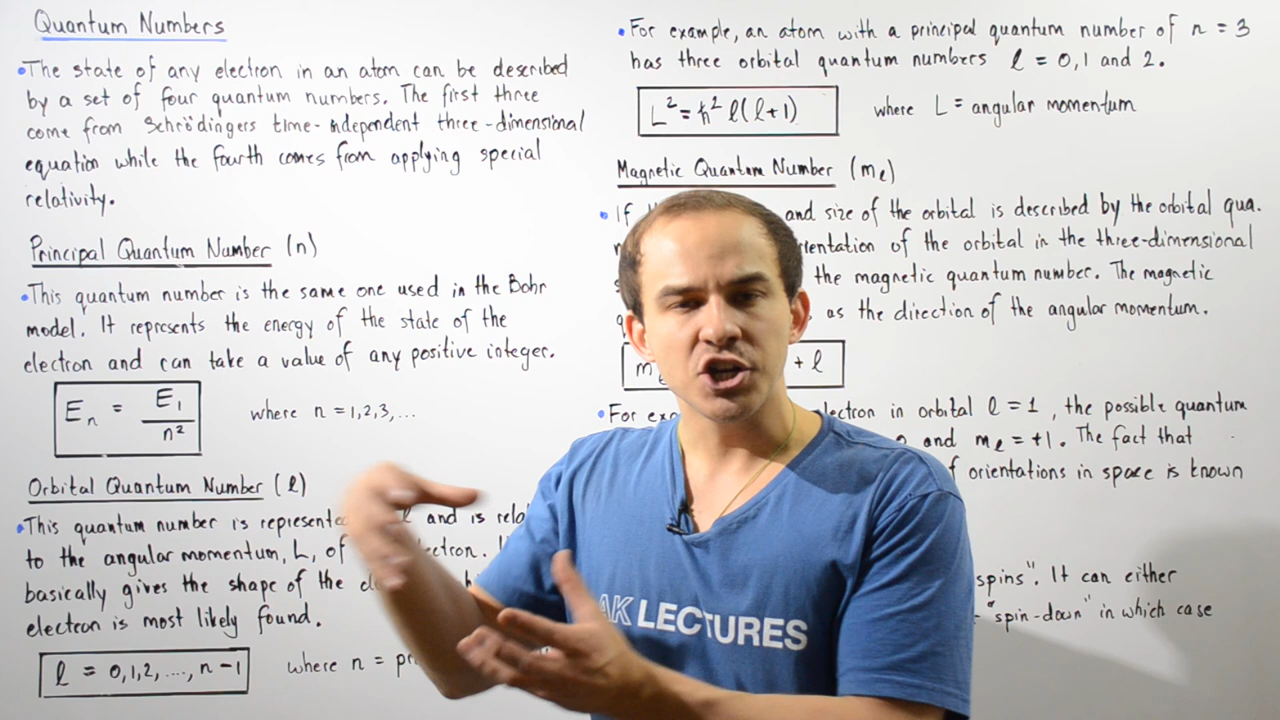 Quantum Numbers
•The state of any electron in an atom can be described
by a set of four quantum numbers. The first three
come from Schrödingers time-independent three-dimensional
equation while the fourth comes from applying special
relativity.
Principal Quantum Number (n)
•This quantum number is the same one used in the Bohr
model. It represents the energy of the state of the
electron and can take a value of any positive integer.
En = E1/n²
where n = 1,2,3,...
Orbital Quantum Number (ℓ)
•This quantum number is and is
to the angular momentum, L, of
basically gives the shape of the
electron is most likely found.
ℓ = 0,1,2, ...., n-1
where n =
•For example, an atom with a principal quantum number of n = 3
has three orbital quantum numbers ℓ = 0,1 and 2.
L² = ħ² ℓ(ℓ+1)
where L = angular momentum
Magnetic Quantum Number (mℓ)
•If and size of the orbital is described by the orbital qua.
of the orbital in the three-dimensional
the magnetic quantum number. The magnetic
as the direction of the angular momentum.
+ ℓ
•For in orbital ℓ = 1, the possible quantum
and mℓ = +1. The fact that
orientations in space is known
spins". It can either
"spin-down" in which case
AK LECTURES